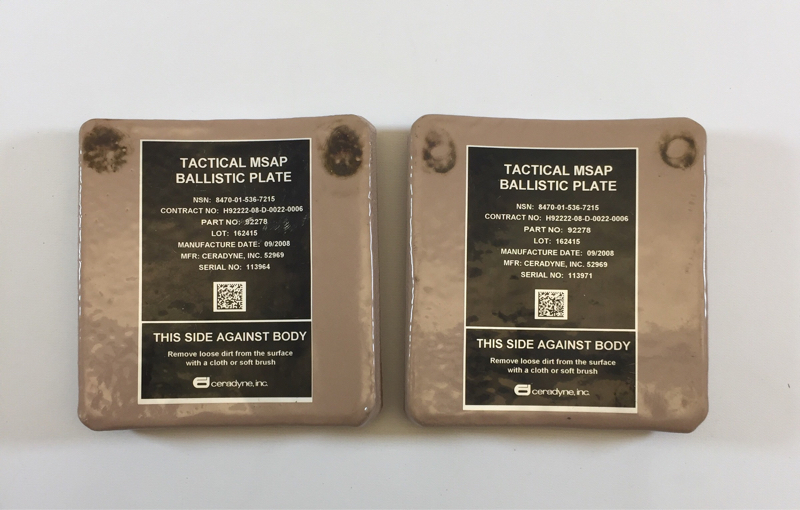 TACTICAL MSAP
BALLISTIC PLATE
NSN: 8470-01-536-7215
CONTRACT NO: H92222-08-D-0022-0006
PART NO: 92278
LOT: 162415
MANUFACTURE DATE: 09/2008
MFR: CERADYNE, INC. 52969
SERIAL NO: 113964
THIS SIDE AGAINST BODY
Remove loose dirt from the surface
with a cloth or soft brush
ceradyne, inc.
TACTICAL MSAP
BALLISTIC PLATE
NSN: 8470-01-536-7215
CONTRACT NO: H92222-08-D-0022-0006
PART NO: 92278
LOT: 162415
MANUFACTURE DATE: 09/2008
MFR: CERADYNE, INC. 52969
SERIAL NO: 113971
THIS SIDE AGAINST BODY
Remove loose dirt from the surface
with a cloth or soft brush
ceradyne, inc.